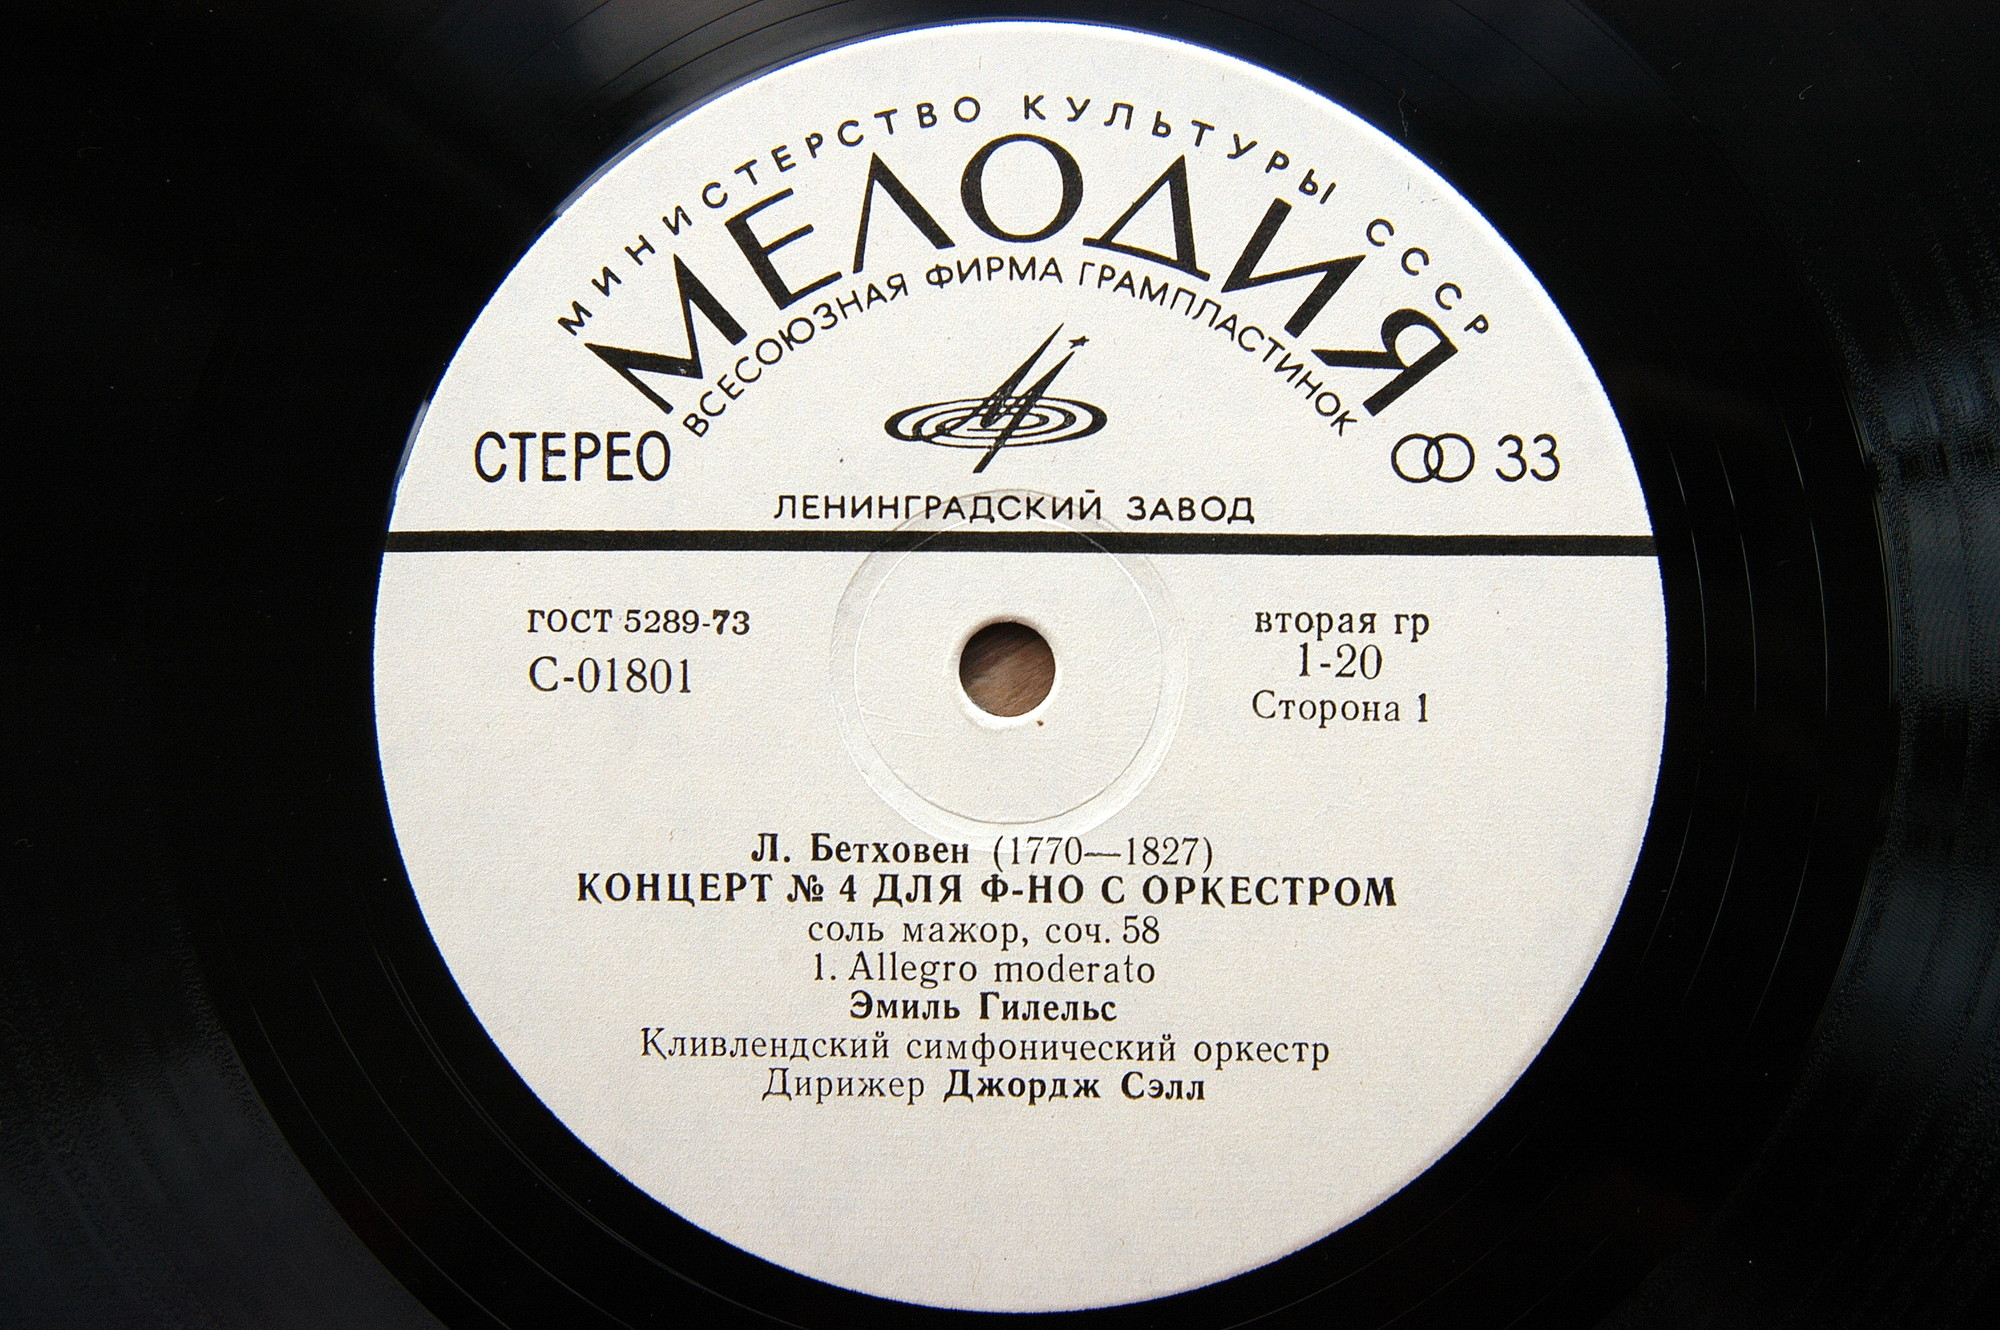 МИНИСТЕРСТВО КУЛЬТУРЫ СССР
МЕЛОДИЯ
ВСЕСОЮЗНАЯ ФИРМА ГРАМПЛАСТИНОК
СТЕРЕО
33
ЛЕНИНГРАДСКИЙ ЗАВОД
ГОСТ 5289-73
С-01801
вторая гр
1-20
Сторона 1
Л. Бетховен (1770—1827)
КОНЦЕРТ № 4 ДЛЯ Ф-НО С ОРКЕСТРОМ
соль мажор, соч. 58
1. Allegro moderato
Эмиль Гилельс
Кливлендский симфонический оркестр
Дирижер Джордж Сэлл